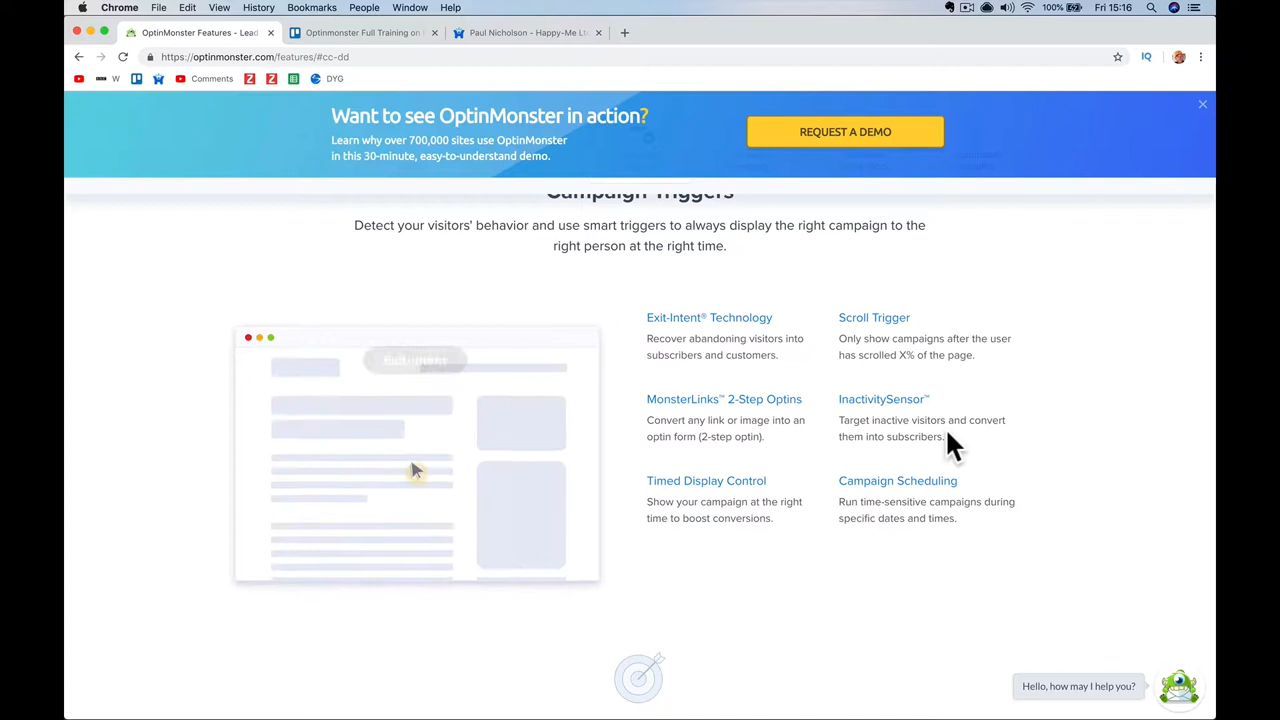 Chrome File Edit View History Bookmarks People Window Help 100% Fri 15:16
OptinMonster Features - Lead Optinmonster Full Training on Paul Nicholson - Happy-Me Lt
https://optinmonster.com/features/#cc-dd IQ
W Comments Z Z DYG
Want to see OptinMonster in action?
Learn why over 700,000 sites use OptinMonster
in this 30-minute, easy-to-understand demo.
REQUEST A DEMO
Campaign Triggers
Detect your visitors' behavior and use smart triggers to always display the right campaign to the
right person at the right time.
Exit-Intent® Technology
Recover abandoning visitors into
subscribers and customers.
Scroll Trigger
Only show campaigns after the user
has scrolled X% of the page.
MonsterLinks™ 2-Step Optins
Convert any link or image into an
optin form (2-step optin).
InactivitySensor™
Target inactive visitors and convert
them into subscribers.
Timed Display Control
Show your campaign at the right
time to boost conversions.
Campaign Scheduling
Run time-sensitive campaigns during
specific dates and times.
Hello, how may I help you?